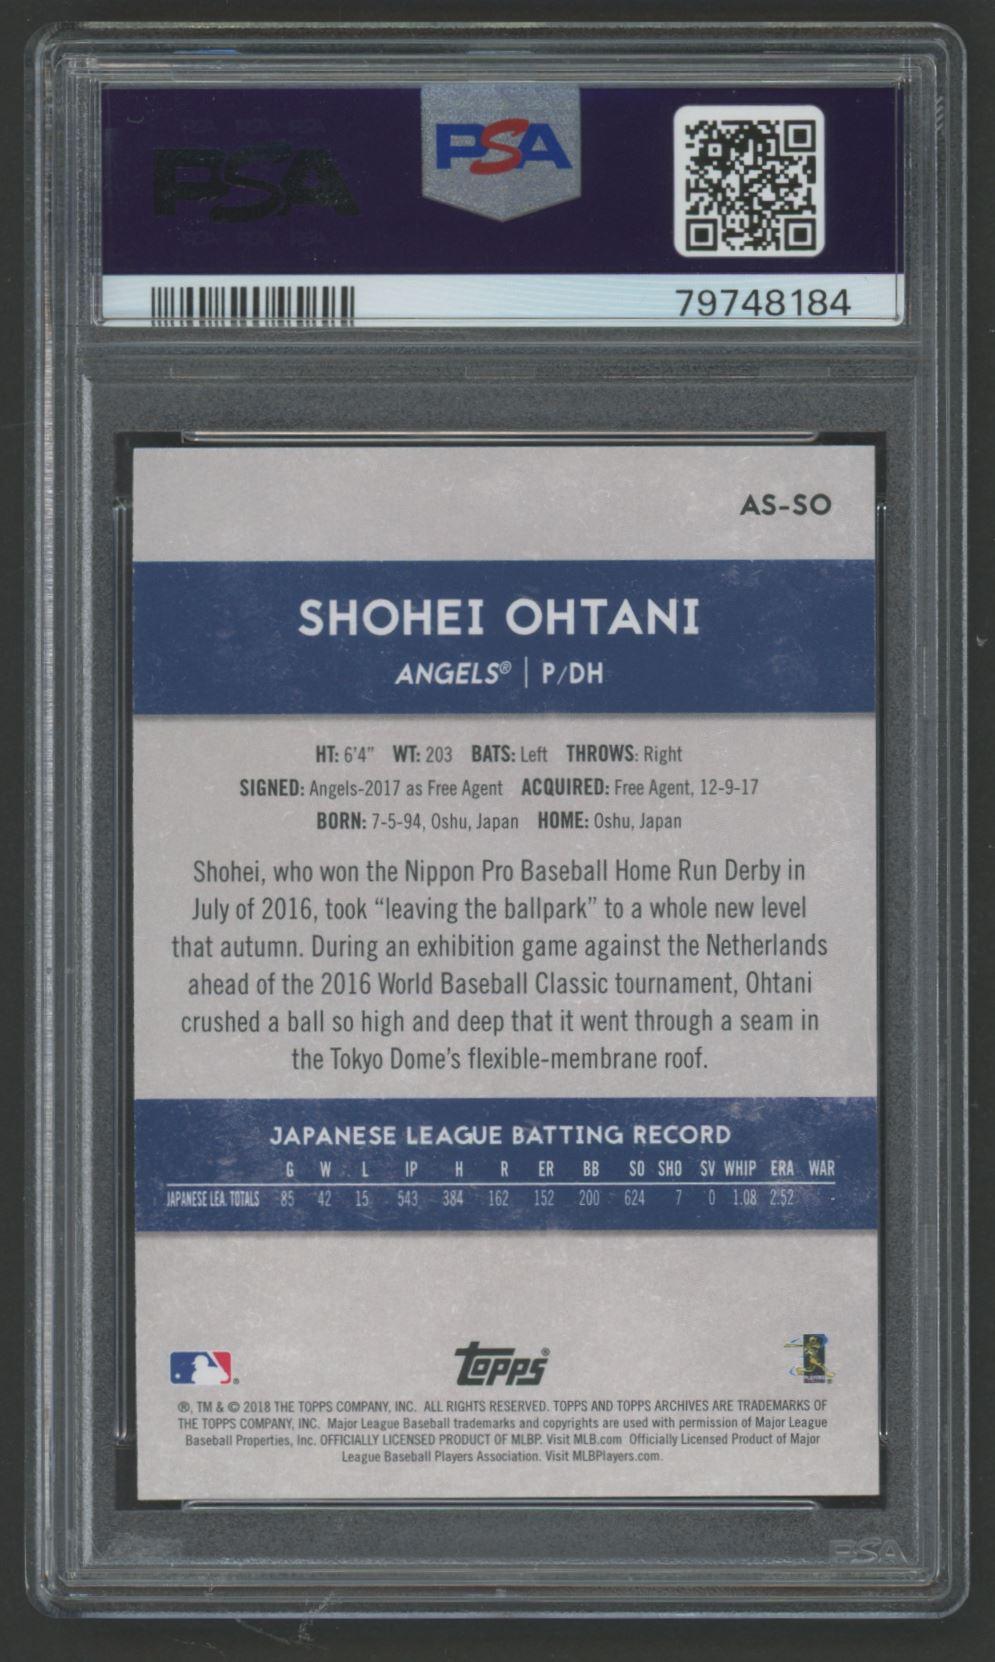 PSA
PSA
79748184
AS-SO
SHOHEI OHTANI
ANGELS® | P/DH
HT: 6'4" WT: 203 BATS: Left THROWS: Right
SIGNED: Angels-2017 as Free Agent ACQUIRED: Free Agent, 12-9-17
BORN: 7-5-94, Oshu, Japan HOME: Oshu, Japan
Shohei, who won the Nippon Pro Baseball Home Run Derby in
July of 2016, took “leaving the ballpark” to a whole new level
that autumn. During an exhibition game against the Netherlands
ahead of the 2016 World Baseball Classic tournament, Ohtani
crushed a ball so high and deep that it went through a seam in
the Tokyo Dome's flexible-membrane roof.
JAPANESE LEAGUE BATTING RECORD
G W L IP H R ER BB SO SHO SV WHIP ERA WAR
JAPANESE LEA. TOTALS 85 42 15 543 384 162 152 200 624 7 0 1.08 2.52 -
Topps®
®, TM & © 2018 THE TOPPS COMPANY, INC. ALL RIGHTS RESERVED. TOPPS AND TOPPS ARCHIVES ARE TRADEMARKS OF
THE TOPPS COMPANY, INC. Major League Baseball trademarks and copyrights are used with permission of Major League
Baseball Properties, Inc. OFFICIALLY LICENSED PRODUCT OF MLBP. Visit MLB.com Officially Licensed Product of Major
League Baseball Players Association. Visit MLBPlayers.com.
PSA